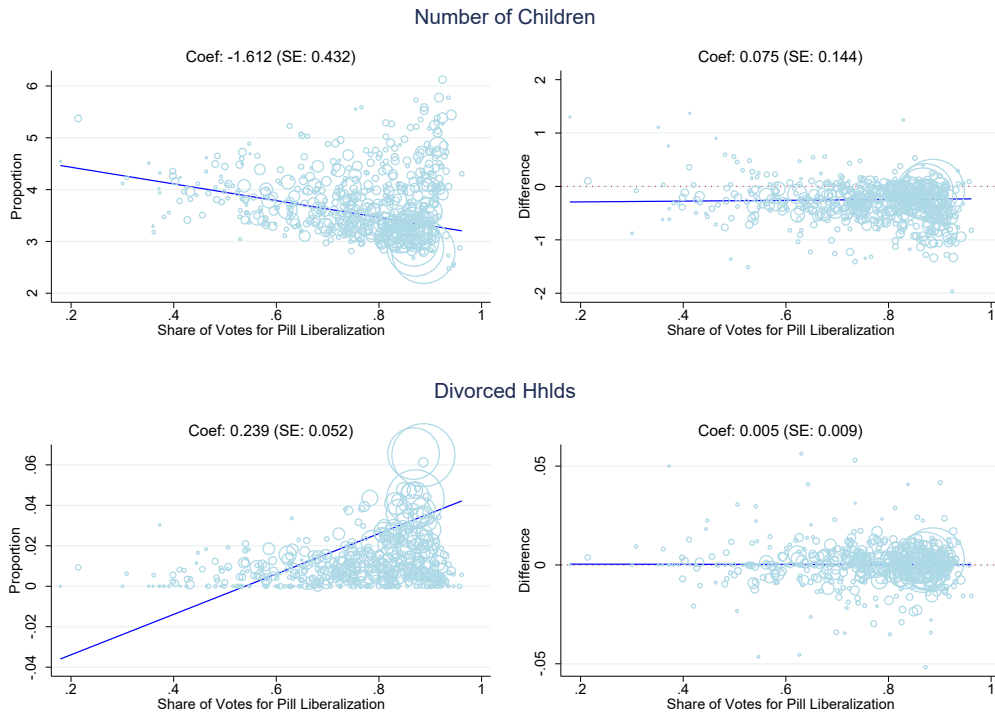 Number of Children
Coef: -1.612 (SE: 0.432)
Proportion
6
5
4
3
2
.2 .4 .6 .8 1
Share of Votes for Pill Liberalization
Coef: 0.075 (SE: 0.144)
Difference
2
1
0
-1
-2
.2 .4 .6 .8 1
Share of Votes for Pill Liberalization
Divorced Hhlds
Coef: 0.239 (SE: 0.052)
Proportion
.06
.04
.02
0
-.02
-.04
.2 .4 .6 .8 1
Share of Votes for Pill Liberalization
Coef: 0.005 (SE: 0.009)
Difference
.05
0
-.05
.2 .4 .6 .8 1
Share of Votes for Pill Liberalization